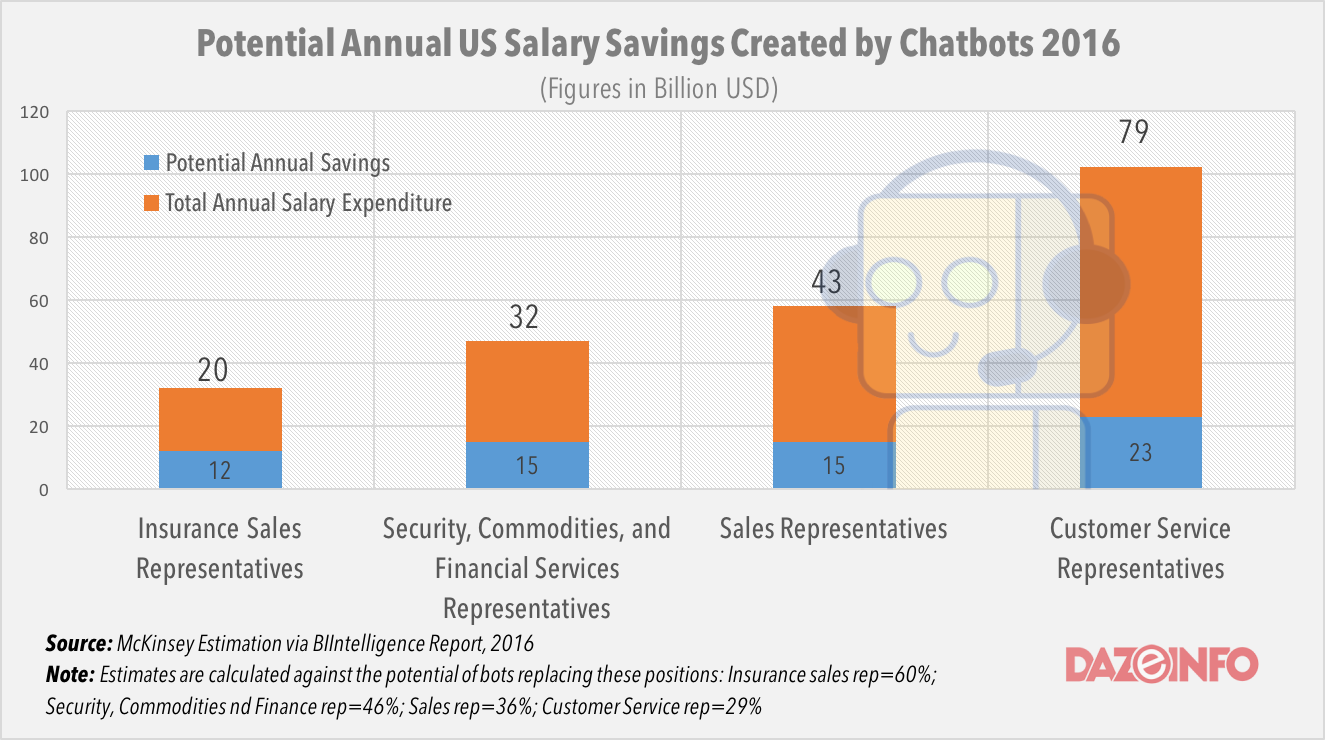 Potential Annual US Salary Savings Created by Chatbots 2016
(Figures in Billion USD)
120
100
80
60
40
20
0
Potential Annual Savings
Total Annual Salary Expenditure
20
12
32
15
43
15
79
23
Insurance Sales
Representatives
Security, Commodities, and
Financial Services
Representatives
Sales Representatives
Customer Service
Representatives
Source: McKinsey Estimation via BIIntelligence Report, 2016
Note: Estimates are calculated against the potential of bots replacing these positions: Insurance sales rep=60%;
Security, Commodities nd Finance rep=46%; Sales rep=36%; Customer Service rep=29%
DAZEINFO